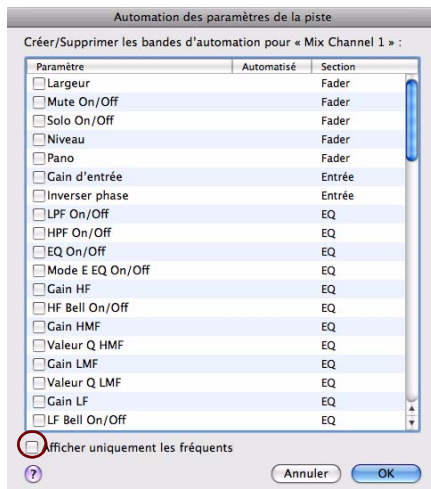 Automation des paramètres de la piste
Créer/Supprimer les bandes d'automation pour « Mix Channel 1 » :
Paramètre Automatisé Section
Largeur Fader
Mute On/Off Fader
Solo On/Off Fader
Niveau Fader
Pano Fader
Gain d'entrée Entrée
Inverser phase Entrée
LPF On/Off EQ
HPF On/Off EQ
EQ On/Off EQ
Mode E EQ On/Off EQ
Gain HF EQ
HF Bell On/Off EQ
Gain HMF EQ
Valeur Q HMF EQ
Gain LMF EQ
Valeur Q LMF EQ
Gain LF EQ
LF Bell On/Off EQ
Afficher uniquement les fréquents
? Annuler OK